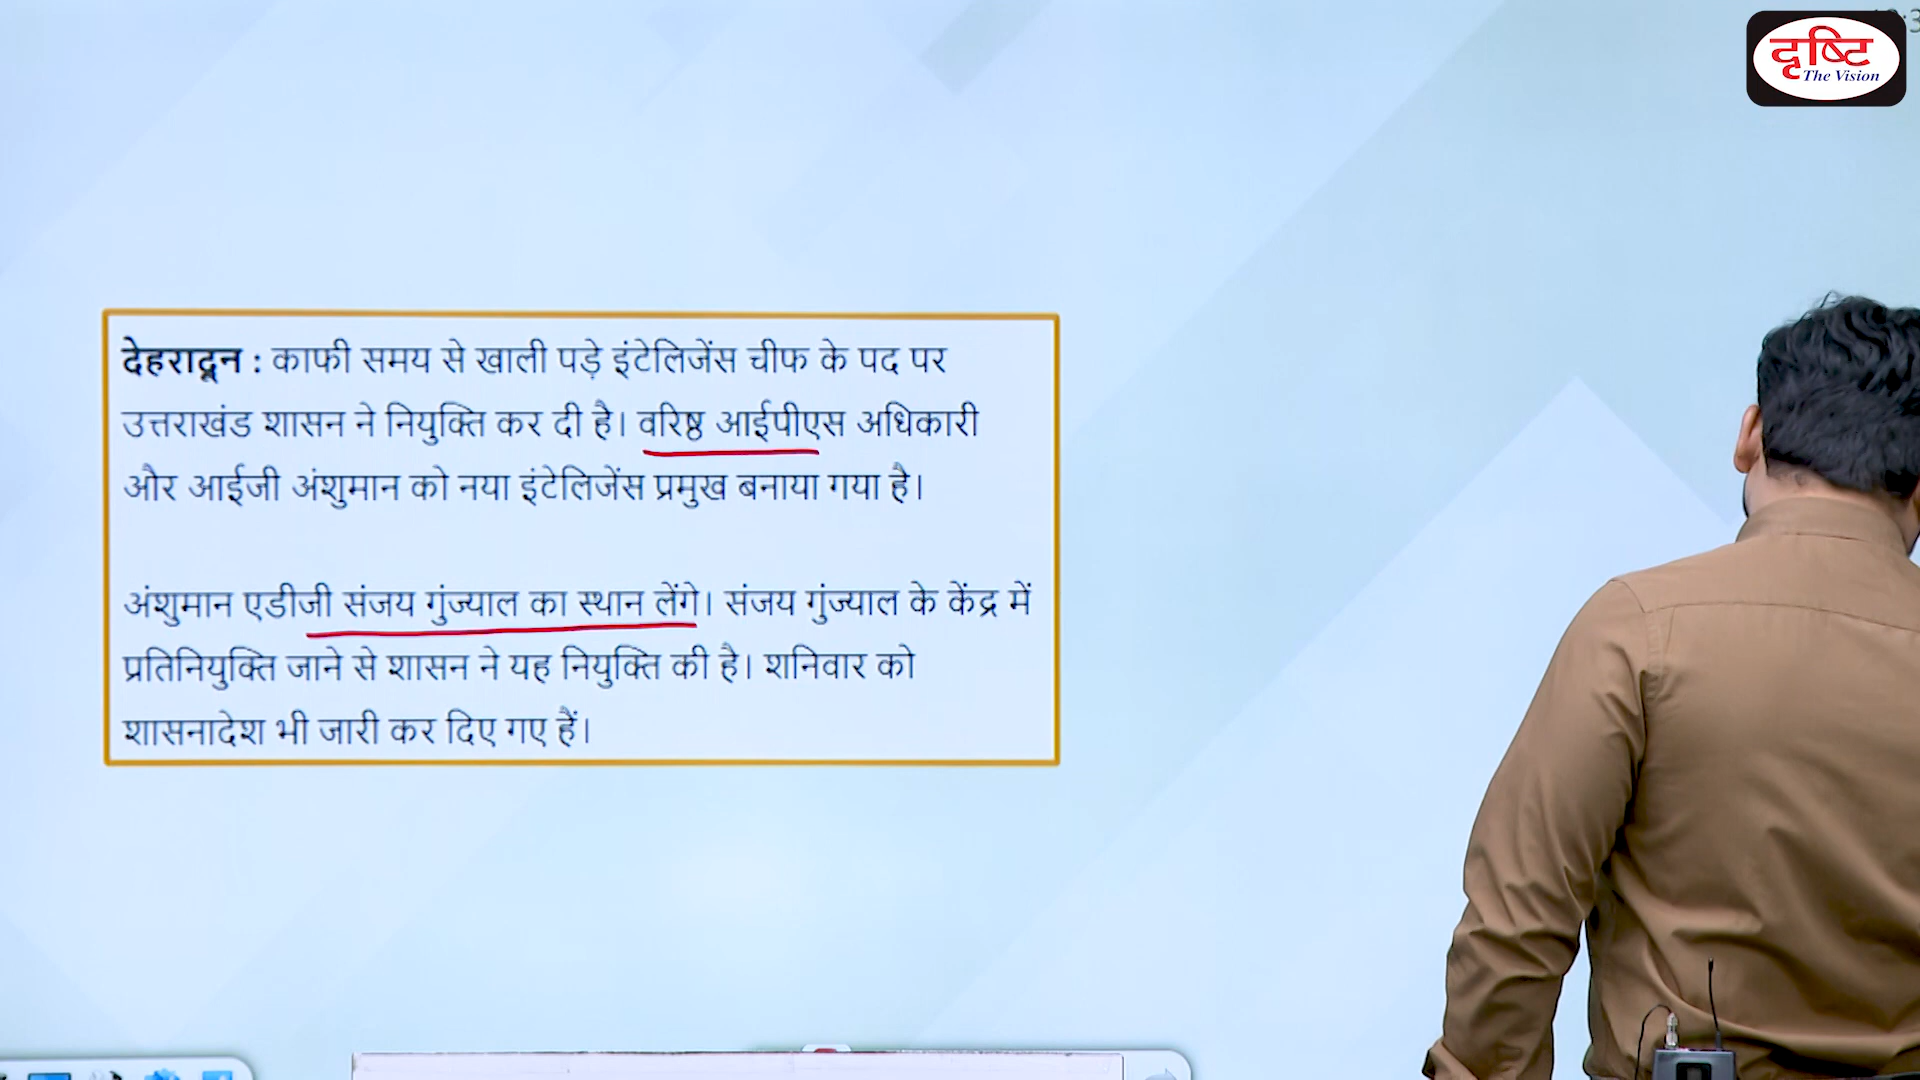 दृष्टि
The Vision
देहरादून : काफी समय से खाली पड़े इंटेलिजेंस चीफ के पद पर
उत्तराखंड शासन ने नियुक्ति कर दी है। वरिष्ठ आईपीएस अधिकारी
और आईजी अंशुमान को नया इंटेलिजेंस प्रमुख बनाया गया है।
अंशुमान एडीजी संजय गुंज्याल का स्थान लेंगे। संजय गुंज्याल के केंद्र में
प्रतिनियुक्ति जाने से शासन ने यह नियुक्ति की है। शनिवार को
शासनादेश भी जारी कर दिए गए हैं।